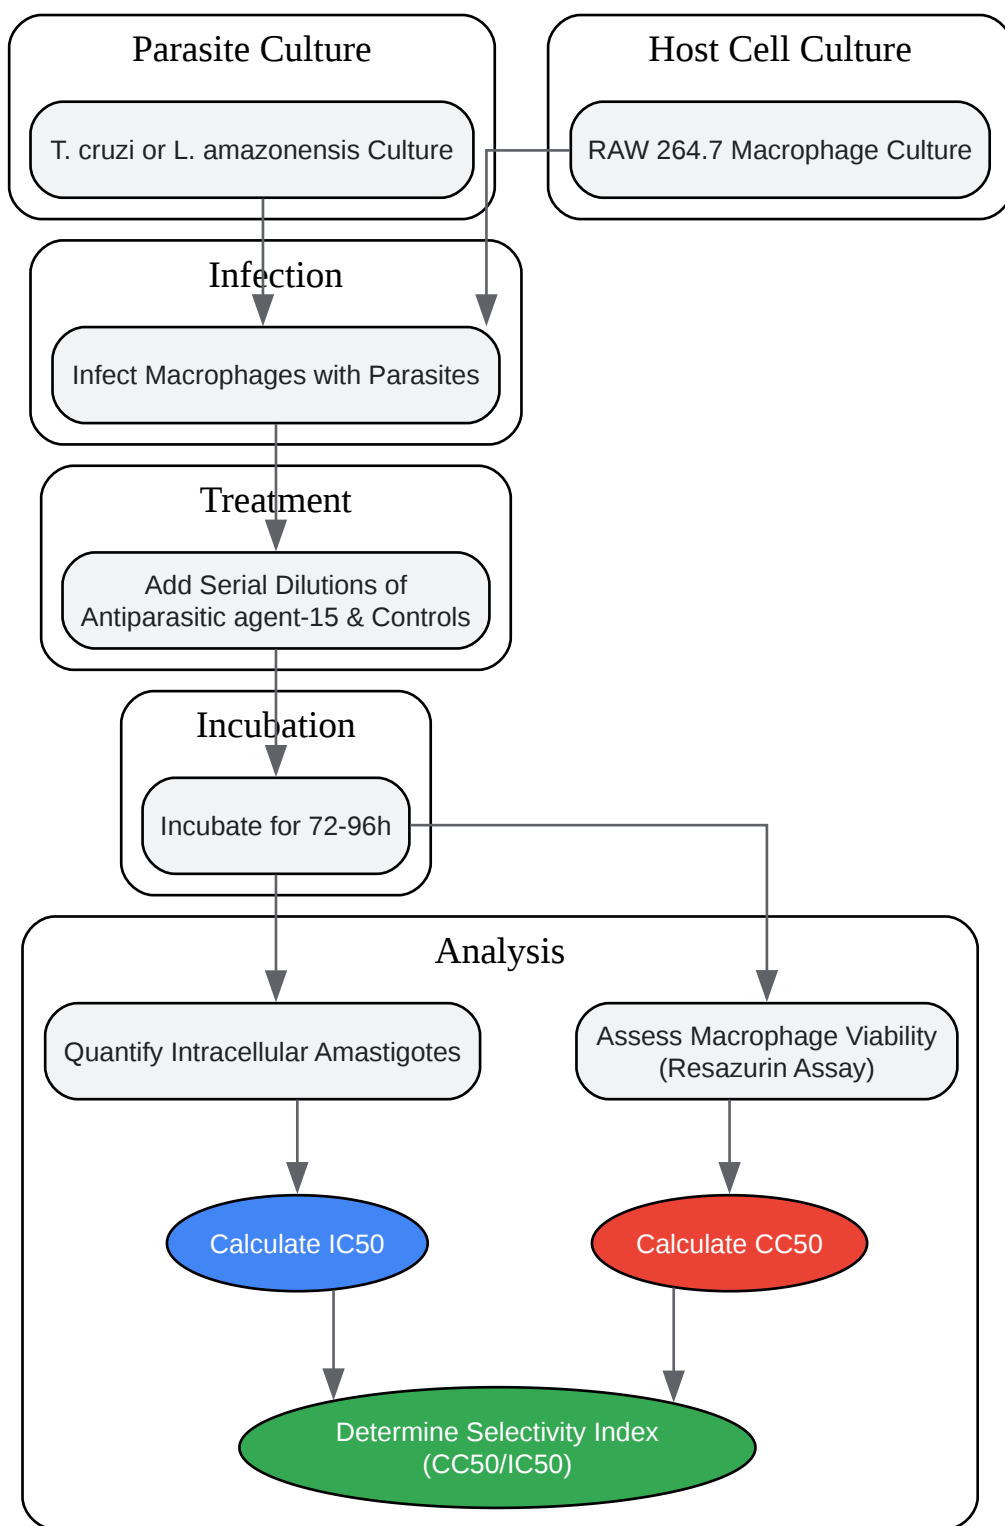 Parasite Culture
Host Cell Culture
T. cruzi or L. amazonensis Culture
RAW 264.7 Macrophage Culture
Infection
Infect Macrophages with Parasites
Treatment
Add Serial Dilutions of
Antiparasitic agent-15 & Controls
Incubation
Incubate for 72-96h
Analysis
Quantify Intracellular Amastigotes
Assess Macrophage Viability
(Resazurin Assay)
Calculate IC50
Calculate CC50
Determine Selectivity Index
(CC50/IC50)